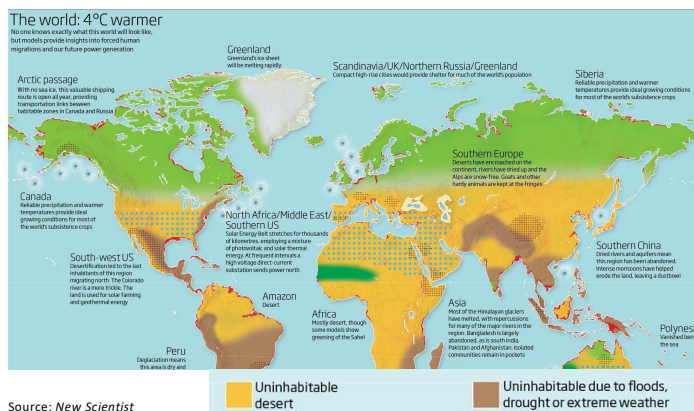 The world: 4°C warmer
No one knows exactly what this world will look like,
but models provide insights into forced human
migrations and our future power generation
Greenland
Greenland's ice sheet
will be melting rapidly
Scandinavia/UK/Northern Russia/Greenland
Compact high-rise cities would provide shelter for much of the world's population
Siberia
Reliable precipitation and warmer
temperatures provide ideal growing conditions
for most of the world's subsistence crops
Arctic passage
With no sea ice, this valuable shipping
route is open all year, providing
transportation links beween
habitable zones in Canada and Russia
Southern Europe
Deserts have encroached on the
continent, rivers have dried up and the
Alps are snow-free. Goats and other
hardy animals are kept at the fringes
Canada
Reliable precipitation and warmer
temperatures provide ideal
growing conditions for most of
the world's subsistence crops
North Africa/Middle East/
Southern US
Solar Energy Belt stretches for thousands
of kilometres, employing a mixture
of photovoltaic and solar thermal
energy. At frequent intervals a
high voltage direct-current
substation sends power north
South-west US
Desertification led to the last
inhabitants of this region
migrating north. The Colorado
river is a mere trickle. The
land is used for solar farming
and geothermal energy
Southern China
Dried rivers and aquifers mean
this region has been abandoned.
Intense monsoons have helped
erode the land, leaving a dustbowl
Amazon
Desert
Africa
Mostly desert, though
some models show
greening of the Sahel
Asia
Most of the Himalayan glaciers
have melted, with repercussions
for many of the major rivers in the
region. Bangladesh is largely
abandoned, as is south India,
Pakistan and Afghanistan. Isolated
communities remain in pockets
Polynes
Vanished ben
the sea
Peru
Deglaciation means
this area is dry and
Uninhabitable
desert
Uninhabitable due to floods,
drought or extreme weather
Source: New Scientist